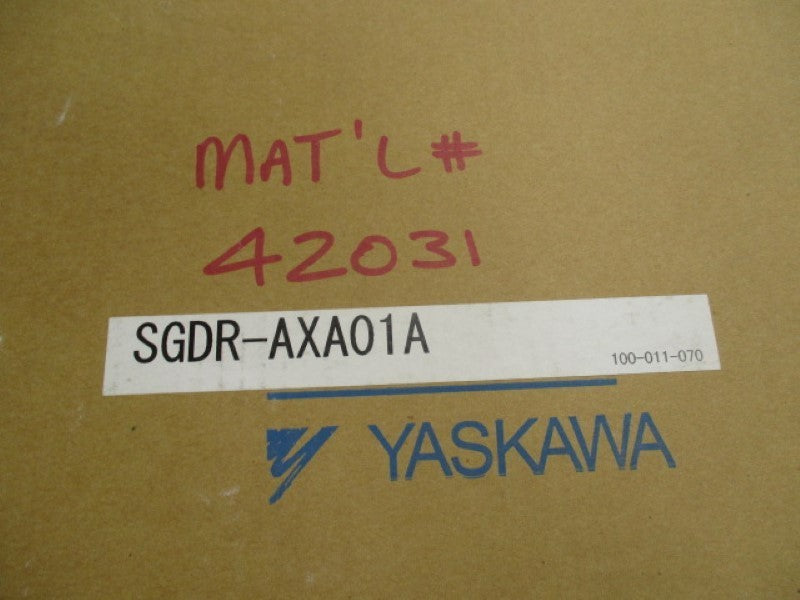 MAT'L #
42031
SGDR-AXA01A
100-011-070
YASKAWA